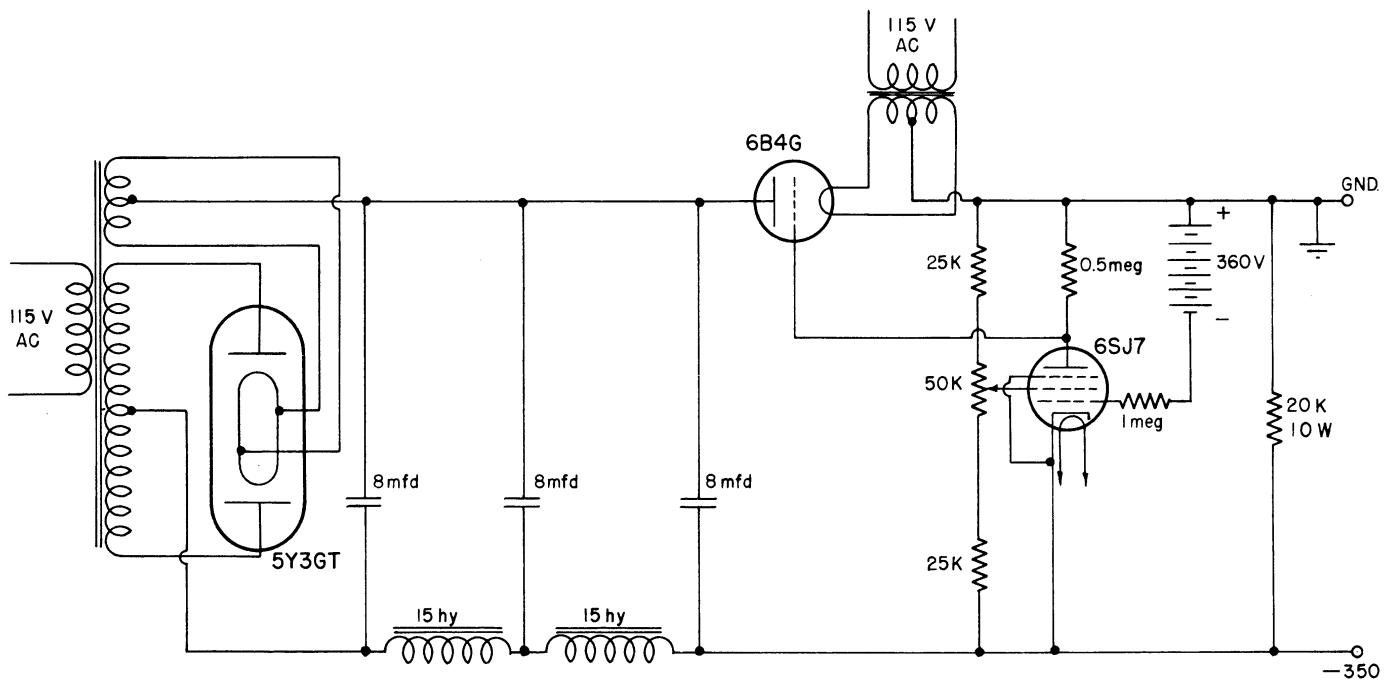 115 V
AC
6B4G
GND.
+
25K
0.5meg
360V
–
115 V
AC
6SJ7
50K
1meg
20K
10W
8mfd
8mfd
8mfd
5Y3GT
25K
15hy
15hy
—350